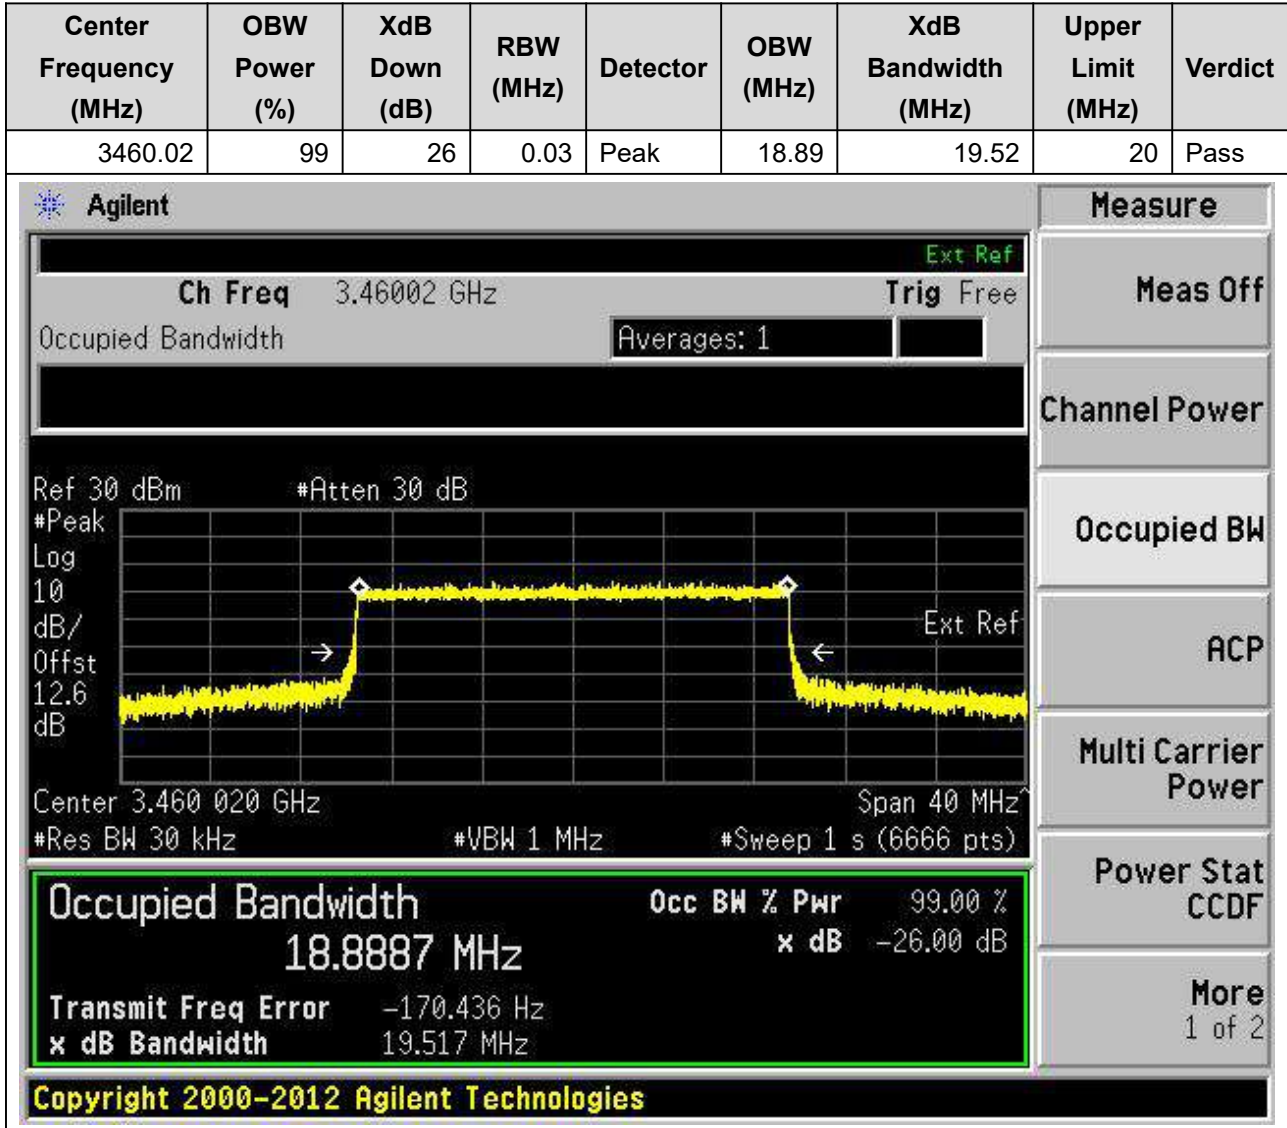 Center Frequency (MHz) OBW Power (%) XdB Down (dB) RBW (MHz) Detector OBW (MHz) XdB Bandwidth (MHz) Upper Limit (MHz) Verdict
3460.02 99 26 0.03 Peak 18.89 19.52 20 Pass
Agilent Measure
Ext Ref
Ch Freq 3.46002 GHz Trig Free
Meas Off
Occupied Bandwidth Averages: 1
Channel Power
Ref 30 dBm #Atten 30 dB
#Peak
Log
10
dB/
Offst
12.6
dB
Ext Ref
Occupied BW
ACP
Center 3.460 020 GHz Span 40 MHz^
#Res BW 30 kHz #VBW 1 MHz #Sweep 1 s (6666 pts)
Multi Carrier
Power
Occupied Bandwidth Occ BW % Pwr 99.00 %
18.8887 MHz x dB -26.00 dB
Transmit Freq Error -170.436 Hz
x dB Bandwidth 19.517 MHz
Power Stat
CCDF
More
1 of 2
Copyright 2000-2012 Agilent Technologies